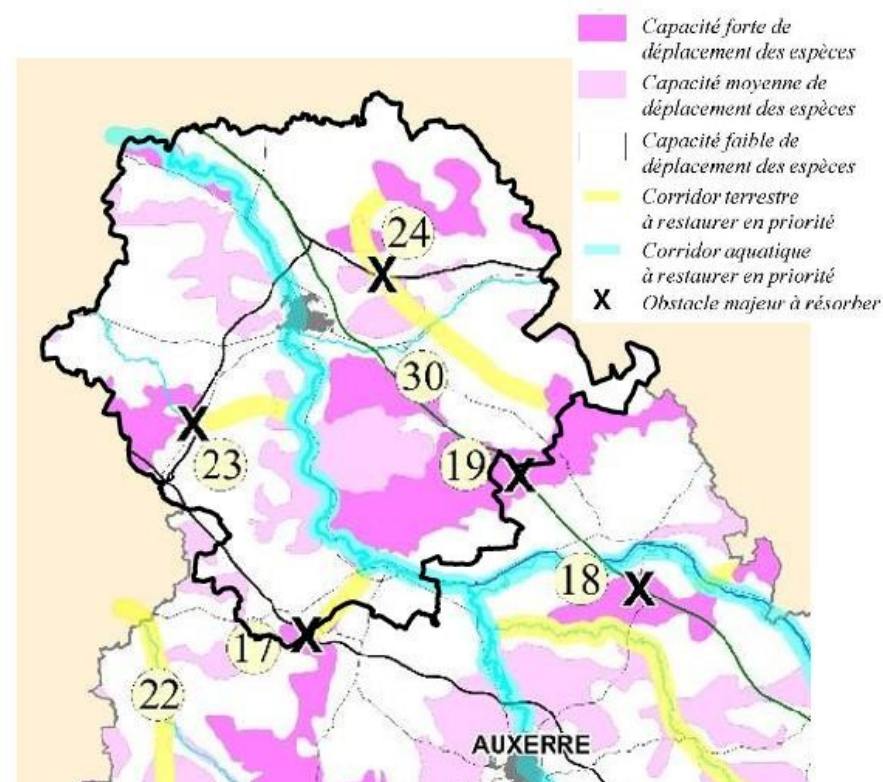 Capacité forte de
déplacement des espèces
Capacité moyenne de
déplacement des espèces
Capacité faible de
déplacement des espèces
Corridor terrestre
à restaurer en priorité
Corridor aquatique
à restaurer en priorité
X Obstacle majeur à résorber
24
X
30
X
23
19
X
18
X
17
X
22
AUXERRE